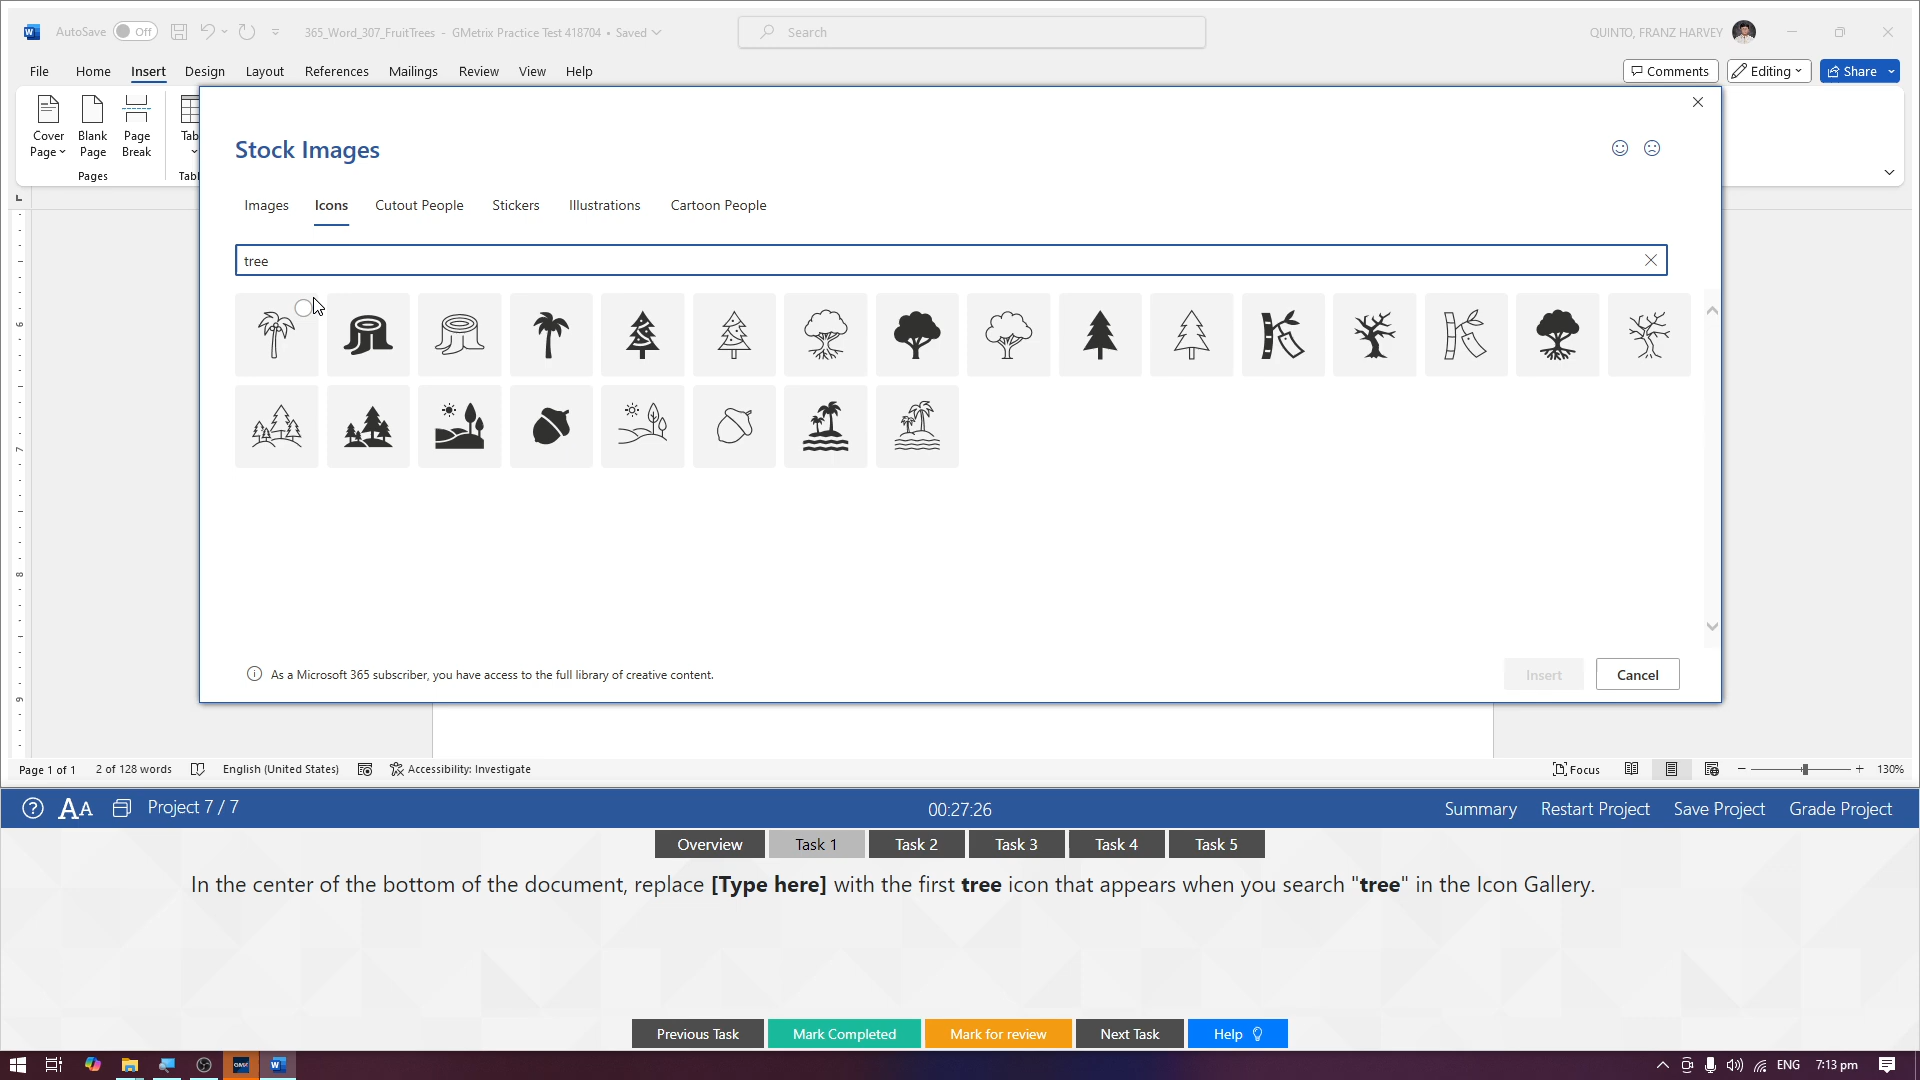 AutoSave Off 365_Word_307_FruitTrees - GMetrix Practice Test 418704 • Saved Search QUINTO, FRANZ HARVEY
File Home Insert Design Layout References Mailings Review View Help Comments Editing Share
Cover Page
Blank Page
Page Break
Tab
Pages
Tabl
Stock Images
Images Icons Cutout People Stickers Illustrations Cartoon People
tree
As a Microsoft 365 subscriber, you have access to the full library of creative content.
Insert Cancel
6
7
8
9
Page 1 of 1 2 of 128 words English (United States) Accessibility: Investigate Focus 130%
Project 7 / 7 00:27:26 Summary Restart Project Save Project Grade Project
Overview Task 1 Task 2 Task 3 Task 4 Task 5
In the center of the bottom of the document, replace [Type here] with the first tree icon that appears when you search "tree" in the Icon Gallery.
Previous Task Mark Completed Mark for review Next Task Help
GMX ENG 7:13 pm